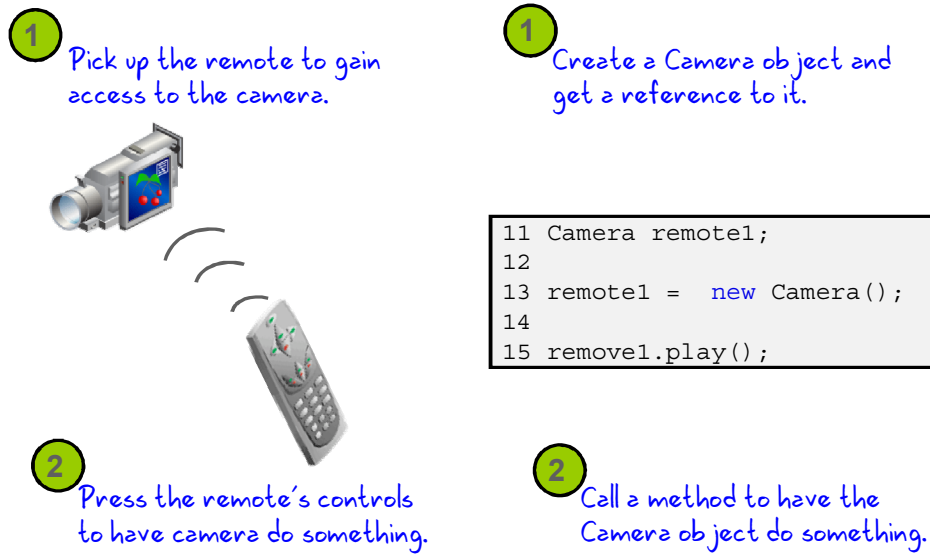 1
Pick up the remote to gain
access to the camera.
2
Press the remote's controls
to have camera do something.
1
Create a Camera object and
get a reference to it.
11 Camera remote1;
12
13 remote1 =  new Camera();
14
15 remove1.play();
2
Call a method to have the
Camera object do something.